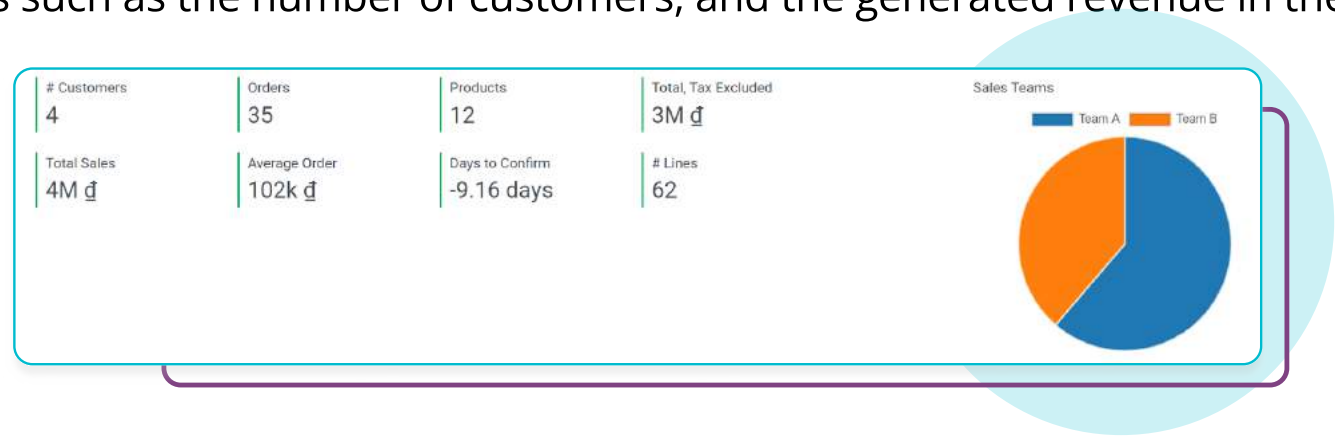 s such as the number of customers, and the generated revenue in the
# Customers
4
Orders
35
Products
12
Total, Tax Excluded
3M ₫
Total Sales
4M ₫
Average Order
102k ₫
Days to Confirm
-9.16 days
# Lines
62
Sales Teams
Team A Team B